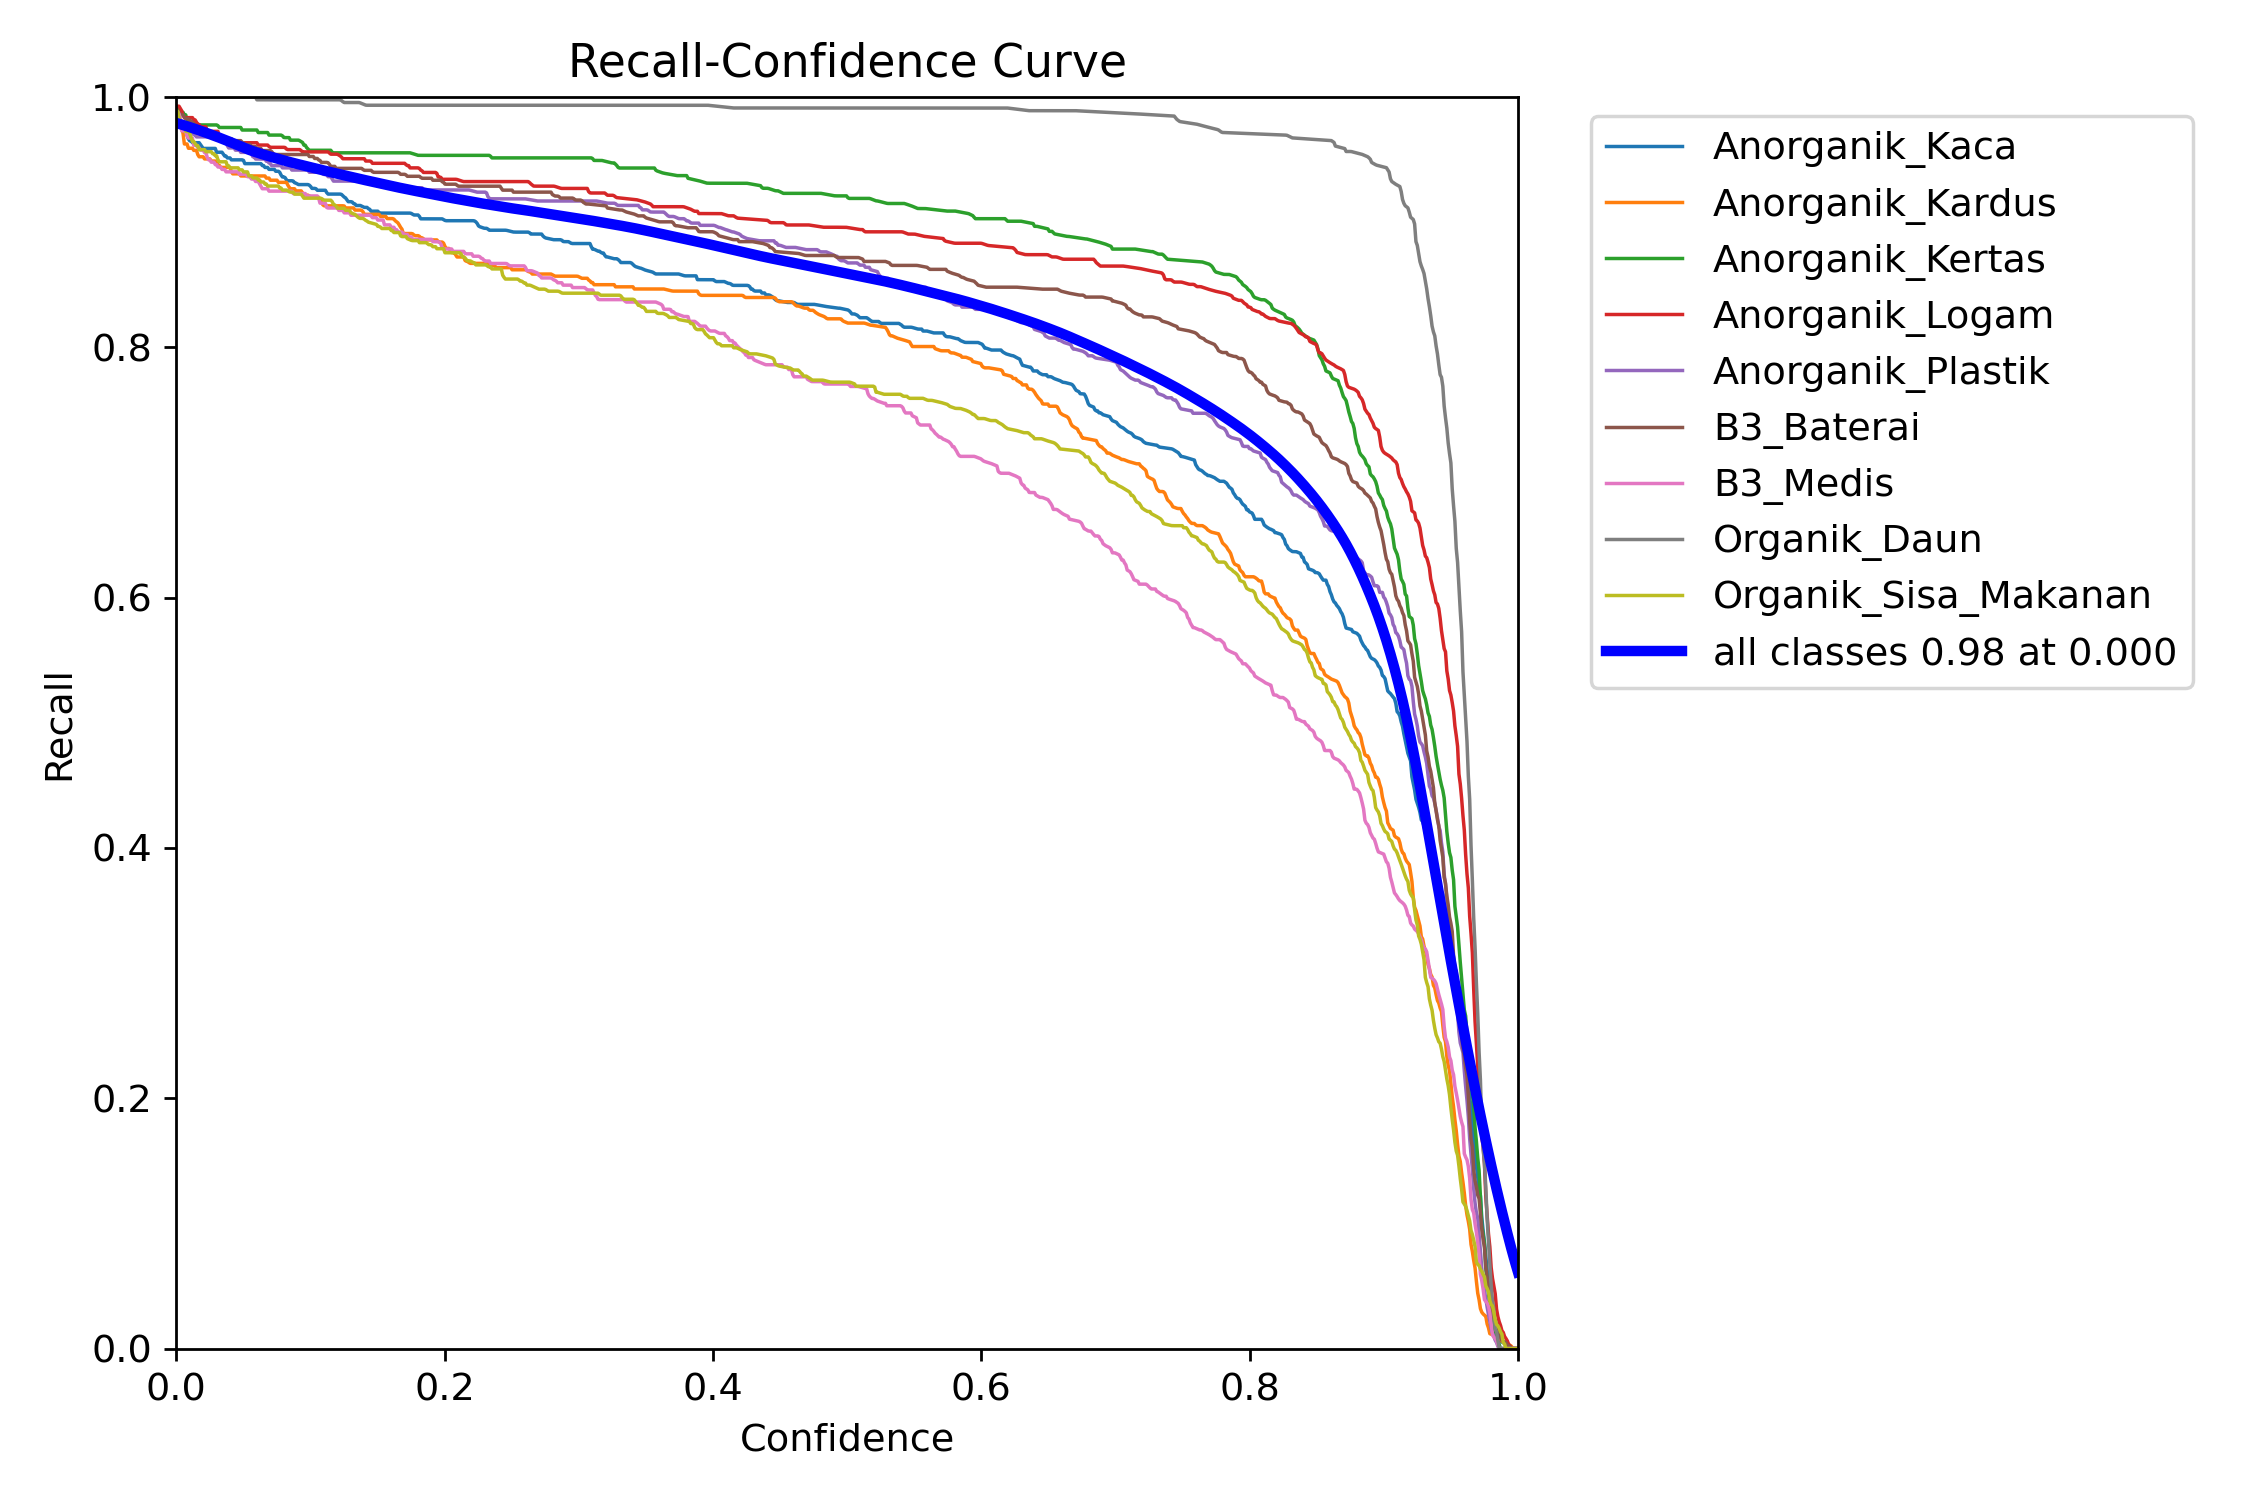 Recall-Confidence Curve
1.0
0.8
0.6
0.4
0.2
0.0
Recall
0.0 0.2 0.4 0.6 0.8 1.0
Confidence
Anorganik_Kaca
Anorganik_Kardus
Anorganik_Kertas
Anorganik_Logam
Anorganik_Plastik
B3_Baterai
B3_Medis
Organik_Daun
Organik_Sisa_Makanan
all classes 0.98 at 0.000